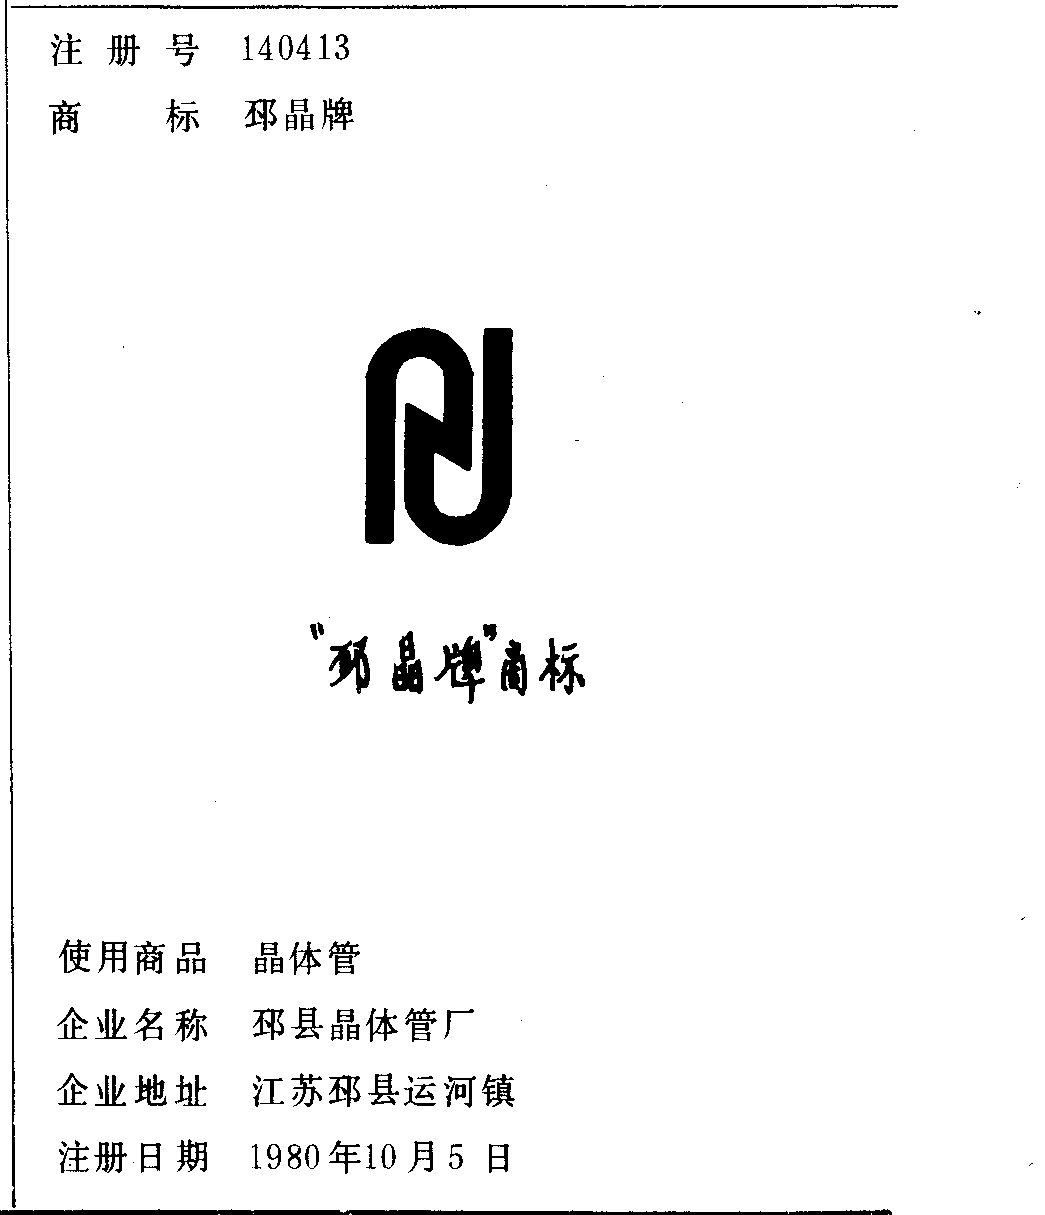 注册号 140413
商标 邳晶牌
“邳晶牌”商标
使用商品 晶体管
企业名称 邳县晶体管厂
企业地址 江苏邳县运河镇
注册日期 1980年10月5日